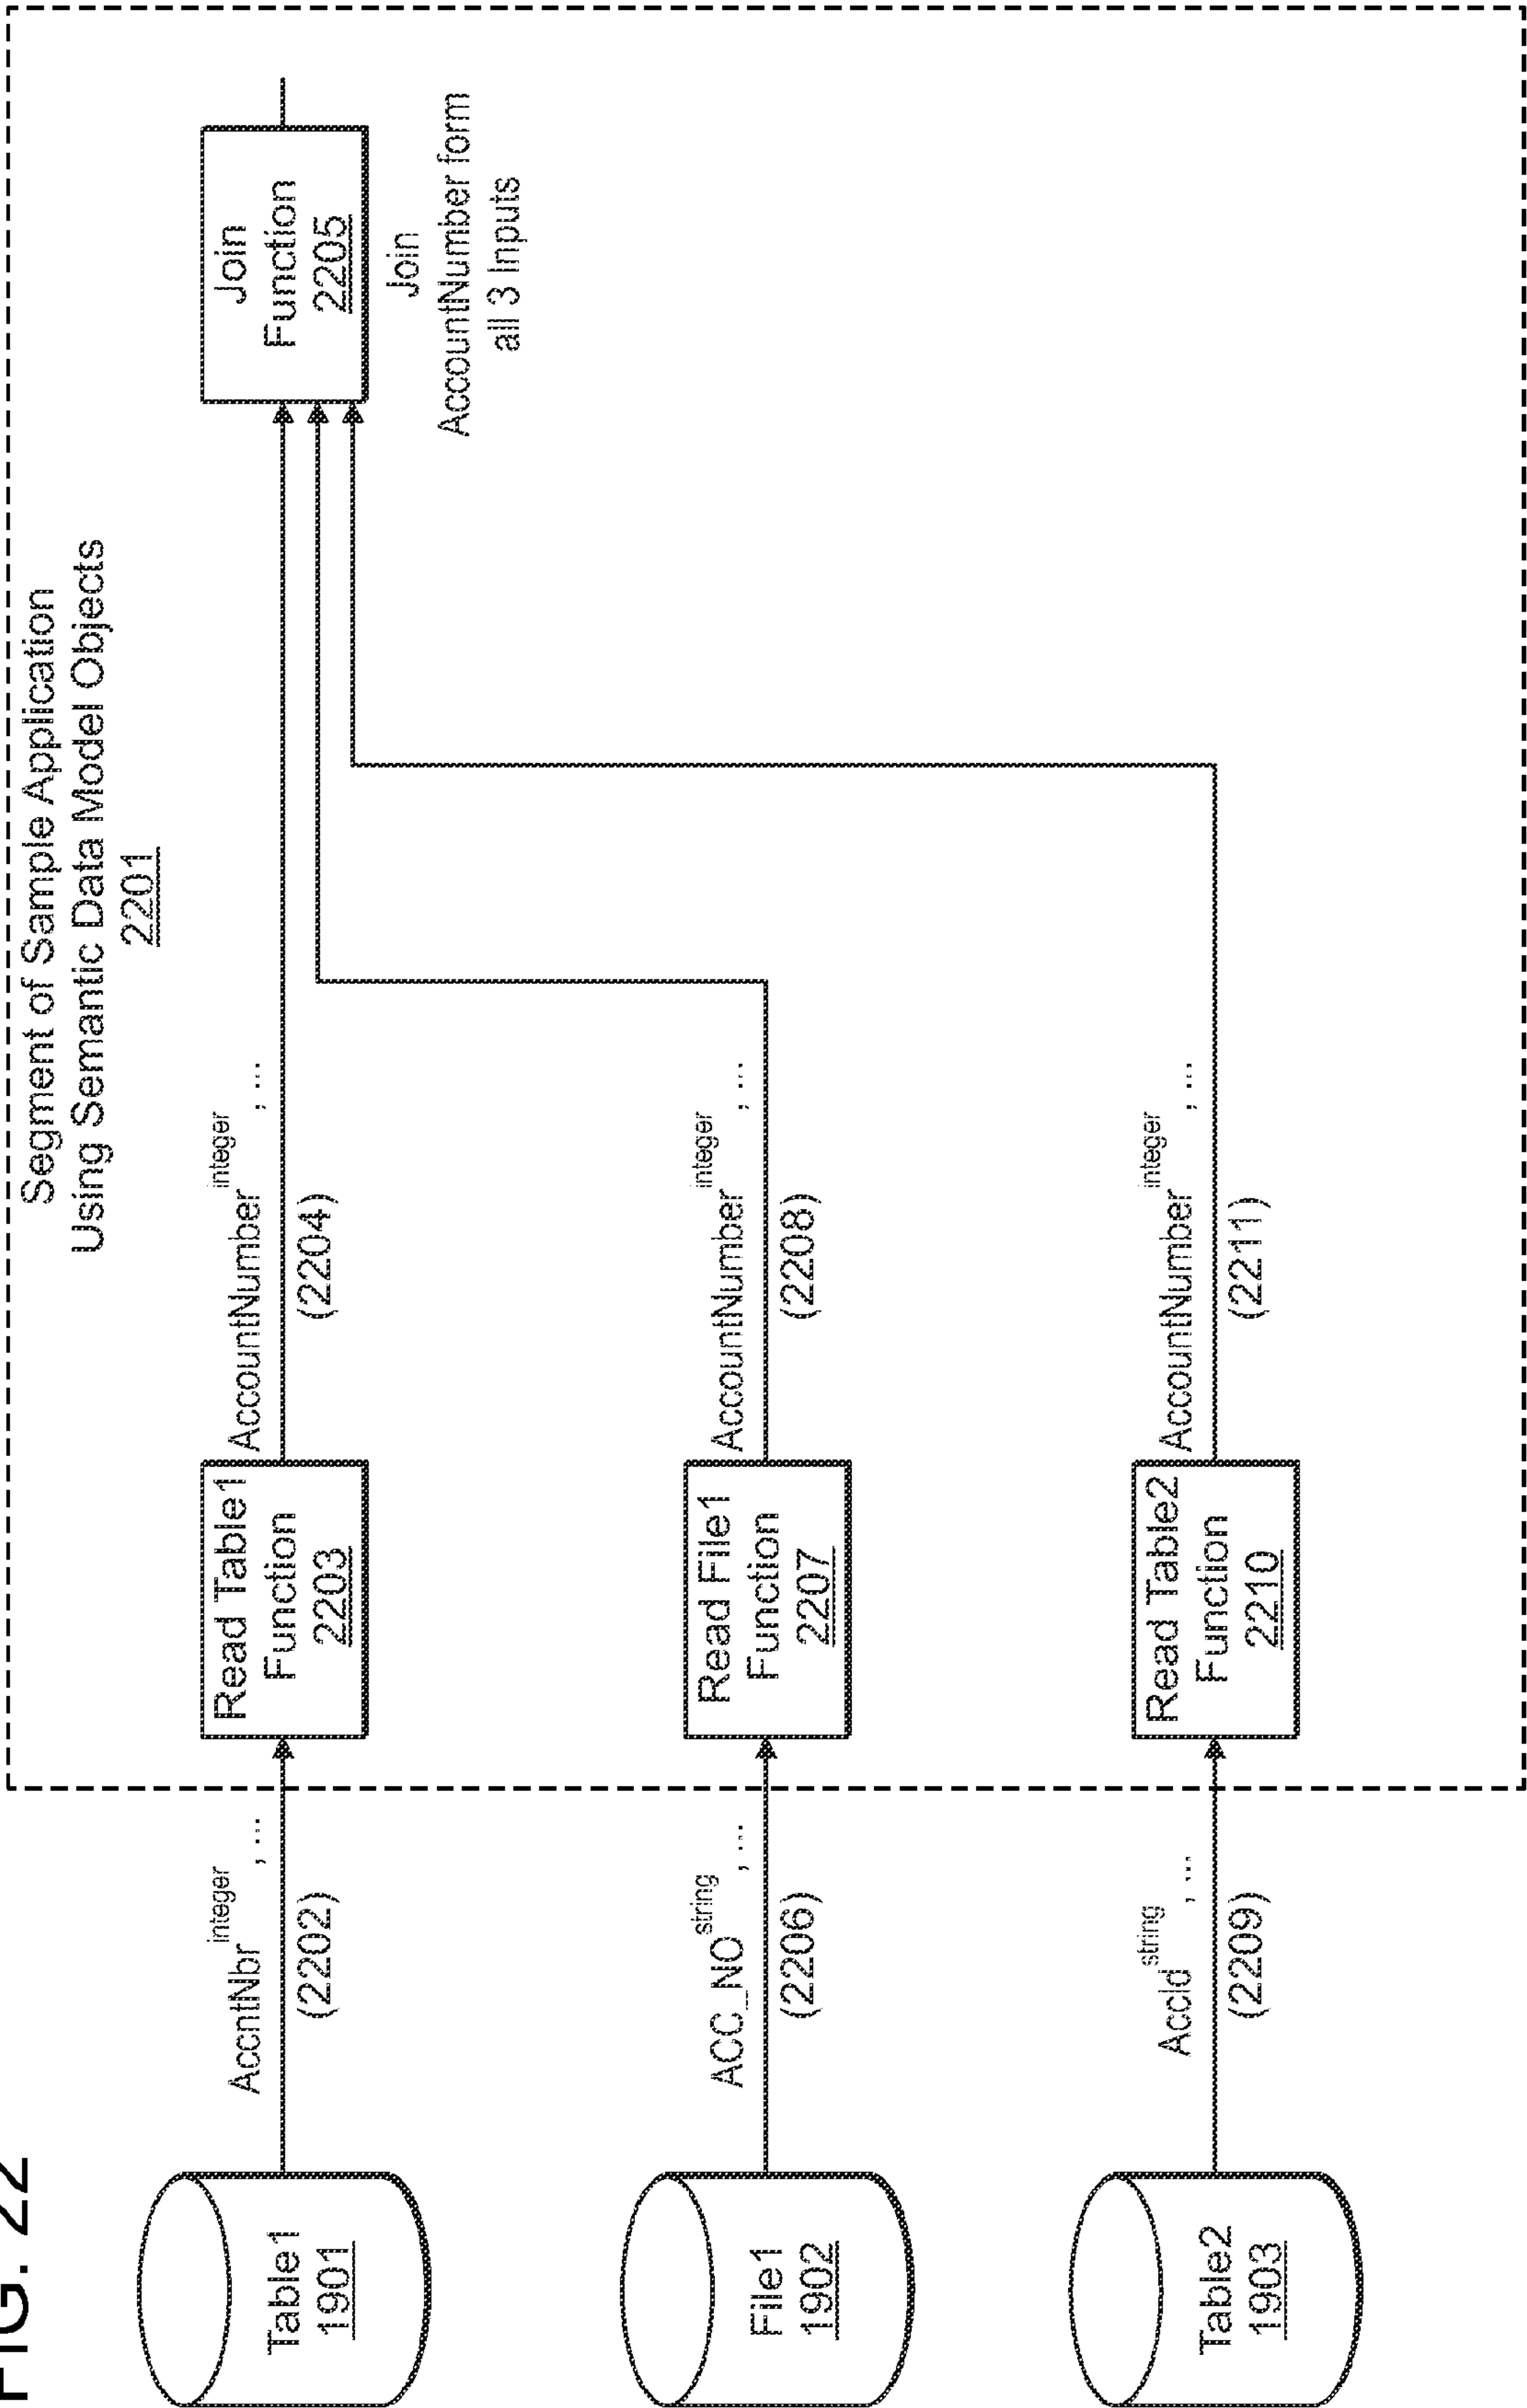 FIG. 22
Segment of Sample Application
Using Semantic Data Model Objects
2201
Table1
1901
AccntNbr integer , ...
(2202)
Read Table1
Function
2203
AccountNumber integer , ...
(2204)
Join
Function
2205
Join
AccountNumber form
all 3 Inputs
File1
1902
ACC_NO string , ...
(2206)
Read File1
Function
2207
AccountNumber integer , ...
(2208)
Table2
1903
AccId string , ...
(2209)
Read Table2
Function
2210
AccountNumber integer , ...
(2211)